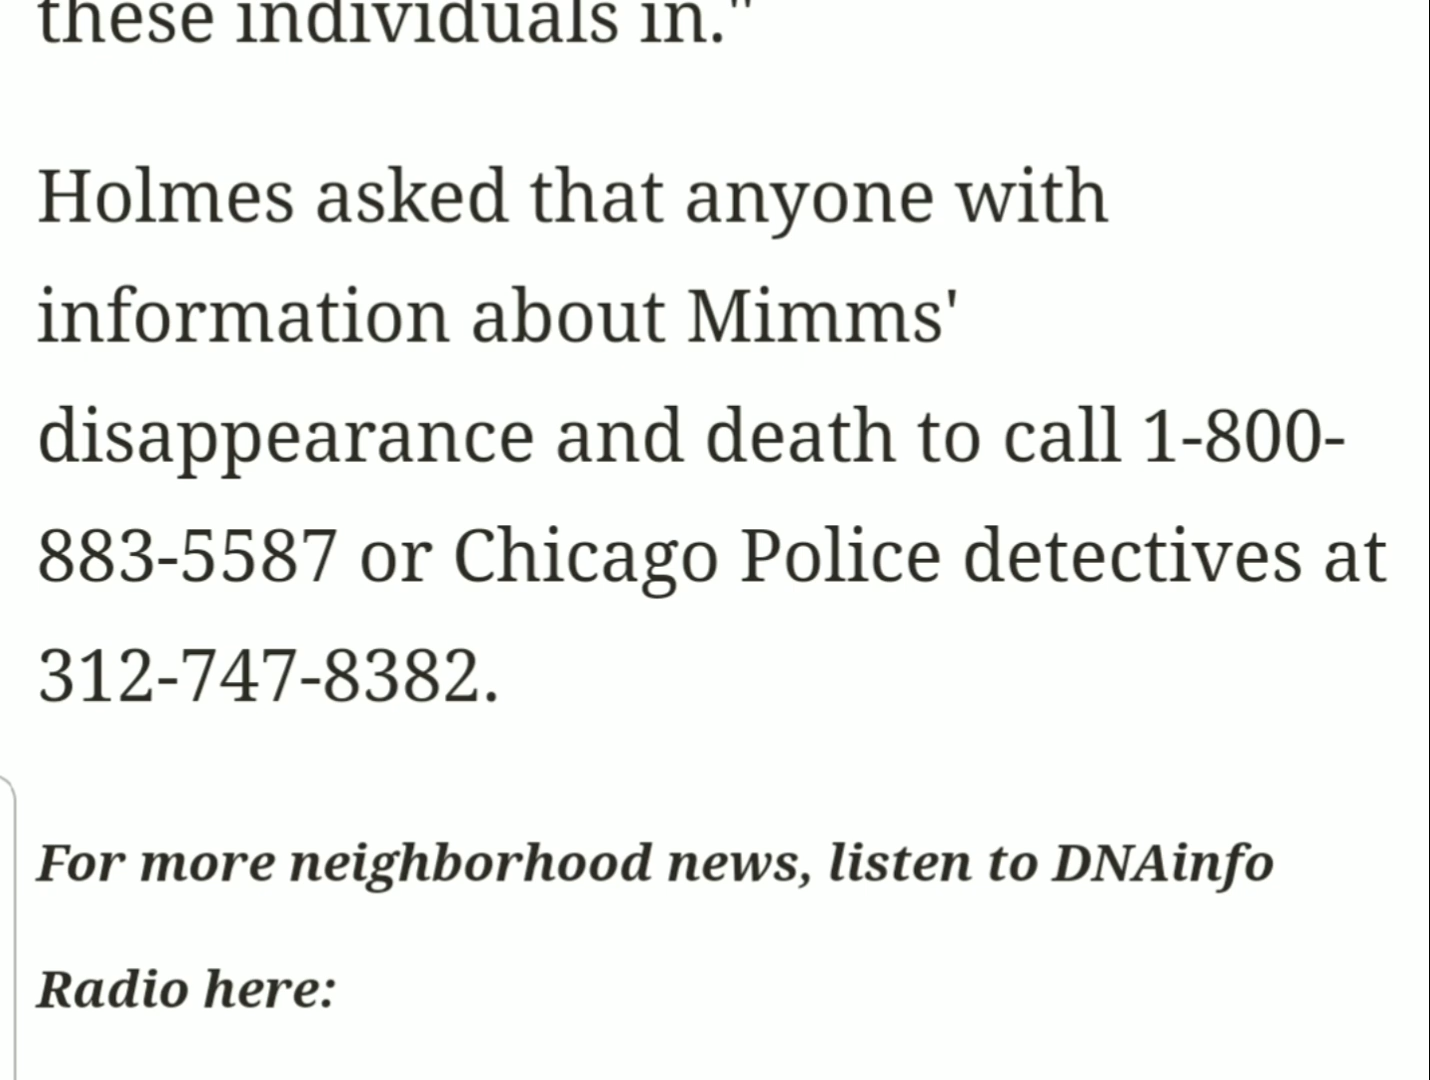 these individuals in."
Holmes asked that anyone with
information about Mimms'
disappearance and death to call 1-800-
883-5587 or Chicago Police detectives at
312-747-8382.
For more neighborhood news, listen to DNAinfo
Radio here: